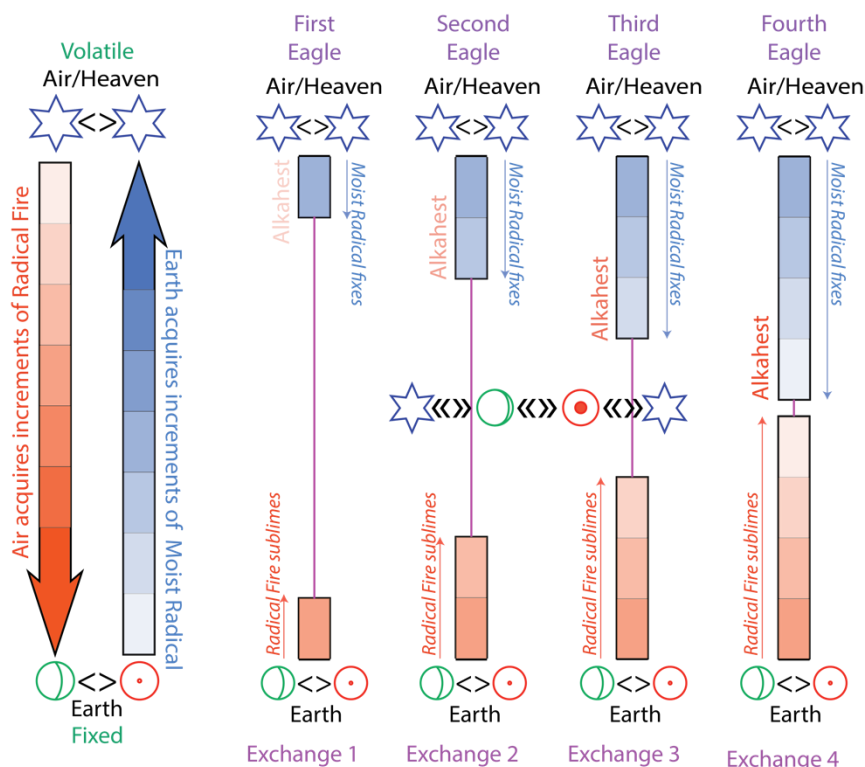 Volatile
Air/Heaven
< >
Air acquires increments of Radical Fire
Earth acquires increments of Moist Radical
< >
Earth
Fixed
First
Eagle
Air/Heaven
< >
Alkahest
Moist Radical fixes
Radical Fire sublimes
< >
Earth
Exchange 1
Second
Eagle
Air/Heaven
< >
Alkahest
Moist Radical fixes
Radical Fire sublimes
< >
Earth
Exchange 2
Third
Eagle
Air/Heaven
< >
Alkahest
Moist Radical fixes
Radical Fire sublimes
< >
Earth
Exchange 3
Fourth
Eagle
Air/Heaven
< >
Alkahest
Moist Radical fixes
Radical Fire sublimes
< >
Earth
Exchange 4